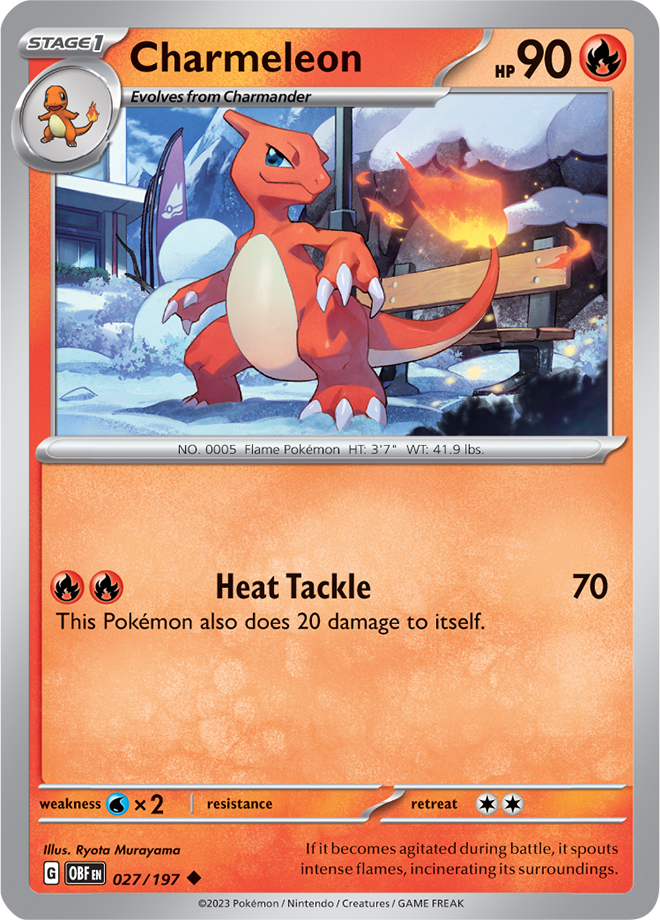 STAGE1
Charmeleon
HP 90
Evolves from Charmander
NO. 0005 Flame Pokémon HT: 3'7" WT: 41.9 lbs.
Heat Tackle 70
This Pokémon also does 20 damage to itself.
weakness ×2 resistance retreat
Illus. Ryota Murayama
If it becomes agitated during battle, it spouts
intense flames, incinerating its surroundings.
G OBF EN 027/197
©2023 Pokémon / Nintendo / Creatures / GAME FREAK